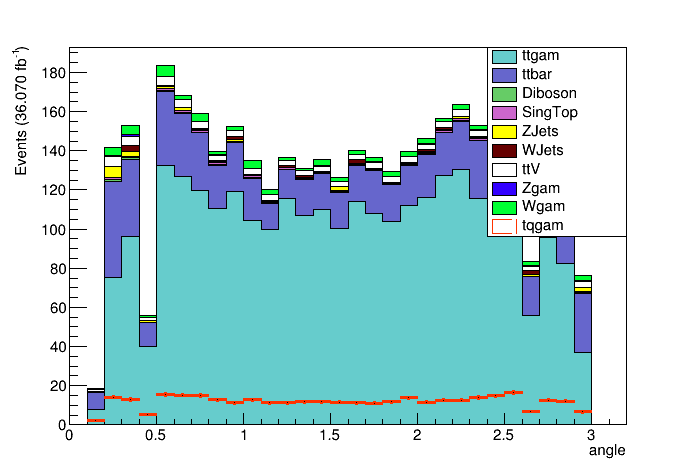 Events (36.070 fb⁻¹)
180
160
140
120
100
80
60
40
20
0
0 0.5 1 1.5 2 2.5 3
angle
ttgam
ttbar
Diboson
SingTop
ZJets
WJets
ttV
Zgam
Wgam
tqgam